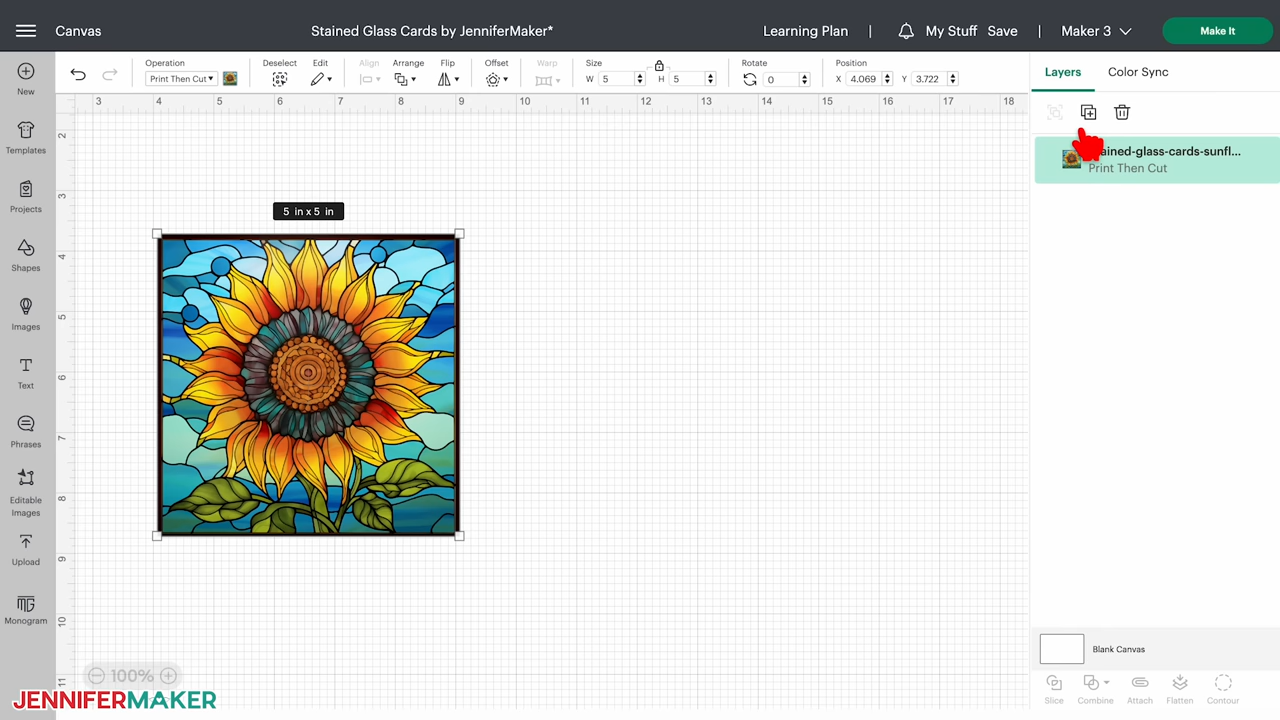 Canvas
Stained Glass Cards by JenniferMaker*
Learning Plan | My Stuff Save | Maker 3
Make It
Operation
Print Then Cut
Deselect
Edit
Align
Arrange
Flip
Offset
Warp
Size
W 5
H 5
Rotate
0
Position
X 4.069
Y 3.722
Layers
Color Sync
3 4 5 6 7 8 9 10 11 12 13 14 15 16 17 18
2
3
4
5
6
7
8
9
10
11
New
Templates
Projects
Shapes
Images
Text
Phrases
Editable
Images
Upload
Monogram
5 in x 5 in
tained-glass-cards-sunfl...
Print Then Cut
Blank Canvas
Slice
Combine
Attach
Flatten
Contour
100%
JENNIFERMAKER